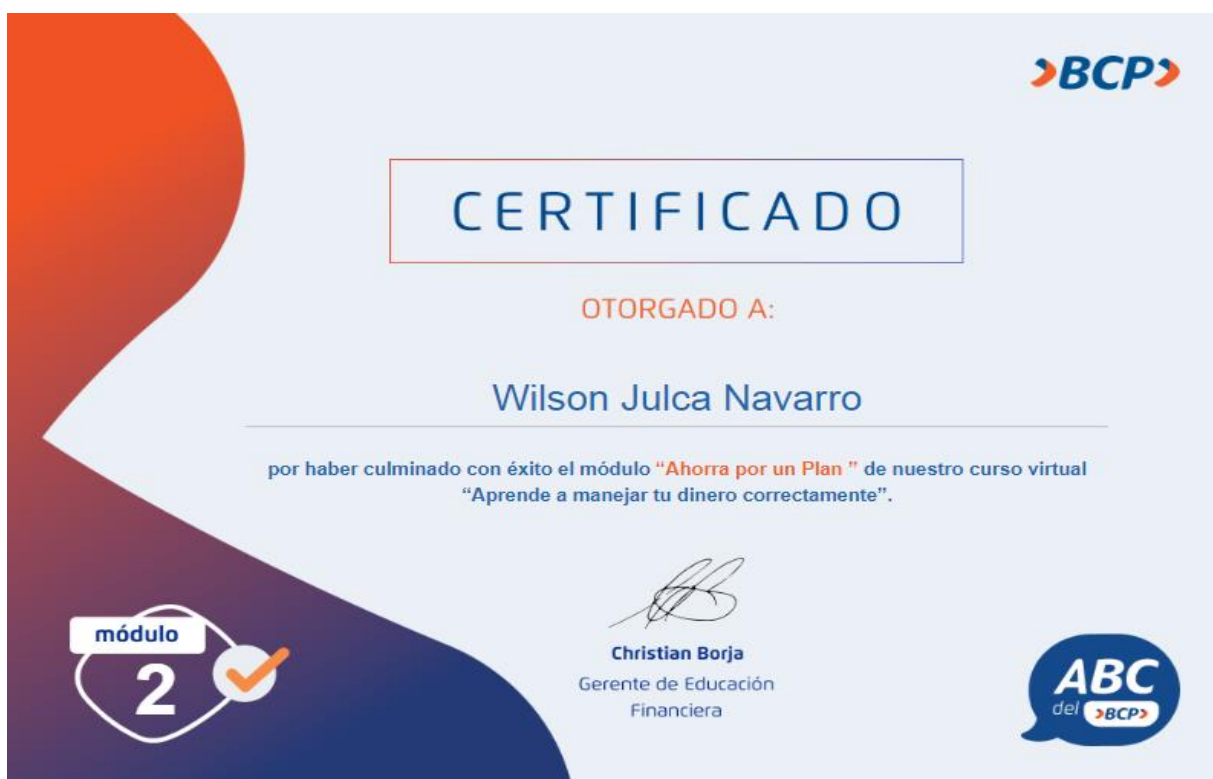 BCP
CERTIFICADO
OTORGADO A:
Wilson Julca Navarro
por haber culminado con éxito el módulo “Ahorra por un Plan ” de nuestro curso virtual
“Aprende a manejar tu dinero correctamente”.
Christian Borja
Gerente de Educación
Financiera
módulo
2
ABC
del BCP